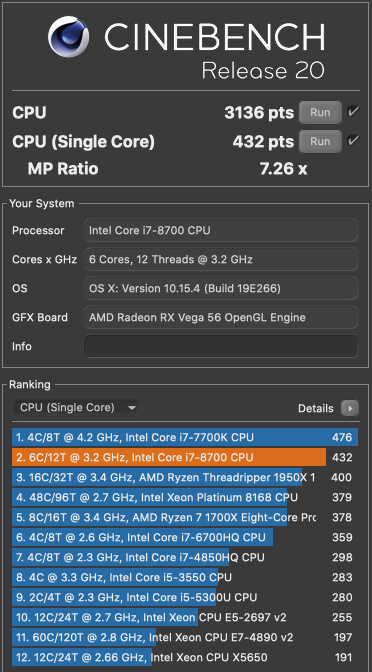 CINEBENCH
Release 20
CPU 3136 pts Run
CPU (Single Core) 432 pts Run
MP Ratio 7.26 x
Your System
Processor Intel Core i7-8700 CPU
Cores x GHz 6 Cores, 12 Threads @ 3.2 GHz
OS OS X: Version 10.15.4 (Build 19E266)
GFX Board AMD Radeon RX Vega 56 OpenGL Engine
Info
Ranking
CPU (Single Core) Details
1. 4C/8T @ 4.2 GHz, Intel Core i7-7700K CPU 476
2. 6C/12T @ 3.2 GHz, Intel Core i7-8700 CPU 432
3. 16C/32T @ 3.4 GHz, AMD Ryzen Threadripper 1950X 1 400
4. 48C/96T @ 2.7 GHz, Intel Xeon Platinum 8168 CPU 379
5. 8C/16T @ 3.4 GHz, AMD Ryzen 7 1700X Eight-Core Prc 378
6. 4C/8T @ 2.6 GHz, Intel Core i7-6700HQ CPU 359
7. 4C/8T @ 2.3 GHz, Intel Core i7-4850HQ CPU 298
8. 4C @ 3.3 GHz, Intel Core i5-3550 CPU 283
9. 2C/4T @ 2.3 GHz, Intel Core i5-5300U CPU 280
10. 12C/24T @ 2.7 GHz, Intel Xeon CPU E5-2697 v2 255
11. 60C/120T @ 2.8 GHz, Intel Xeon CPU E7-4890 v2 197
12. 12C/24T @ 2.66 GHz, Intel Xeon CPU X5650 191